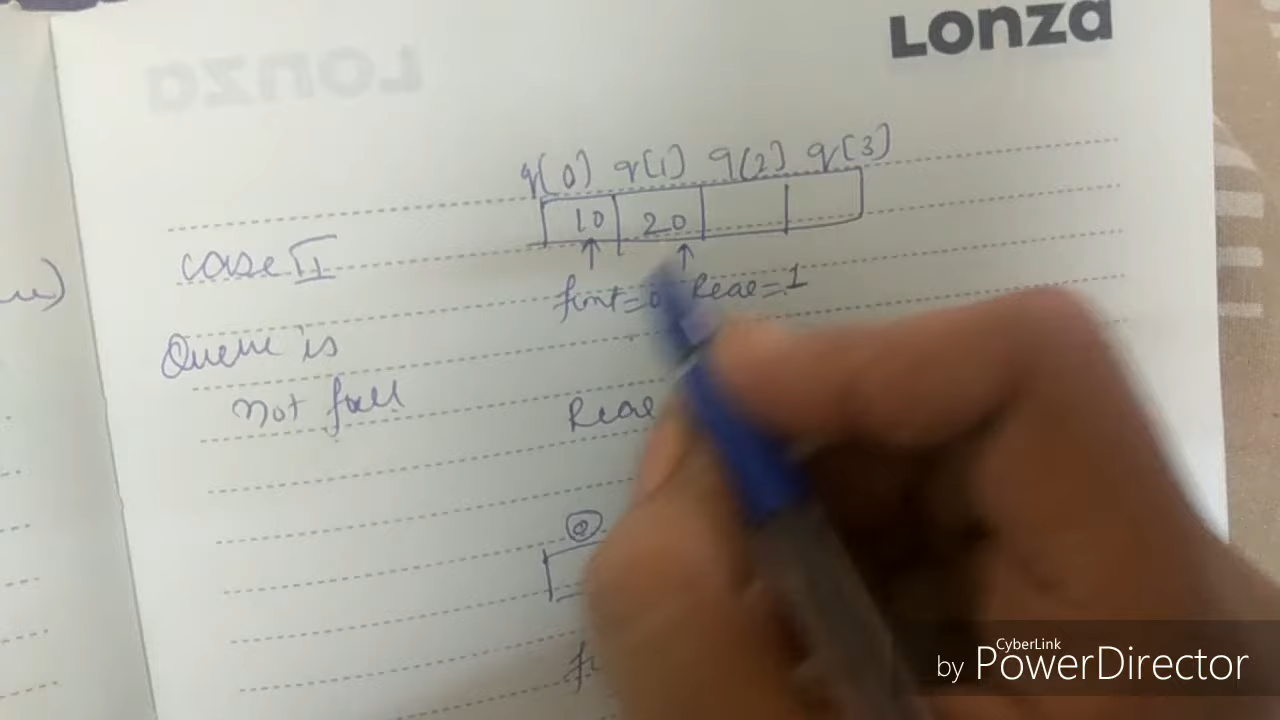 Lonza
q[0] q[1] q[2] q[3]
10 20
case II
front=0 Rear=1
Queue is
not full
Rear
0
by CyberLink PowerDirector